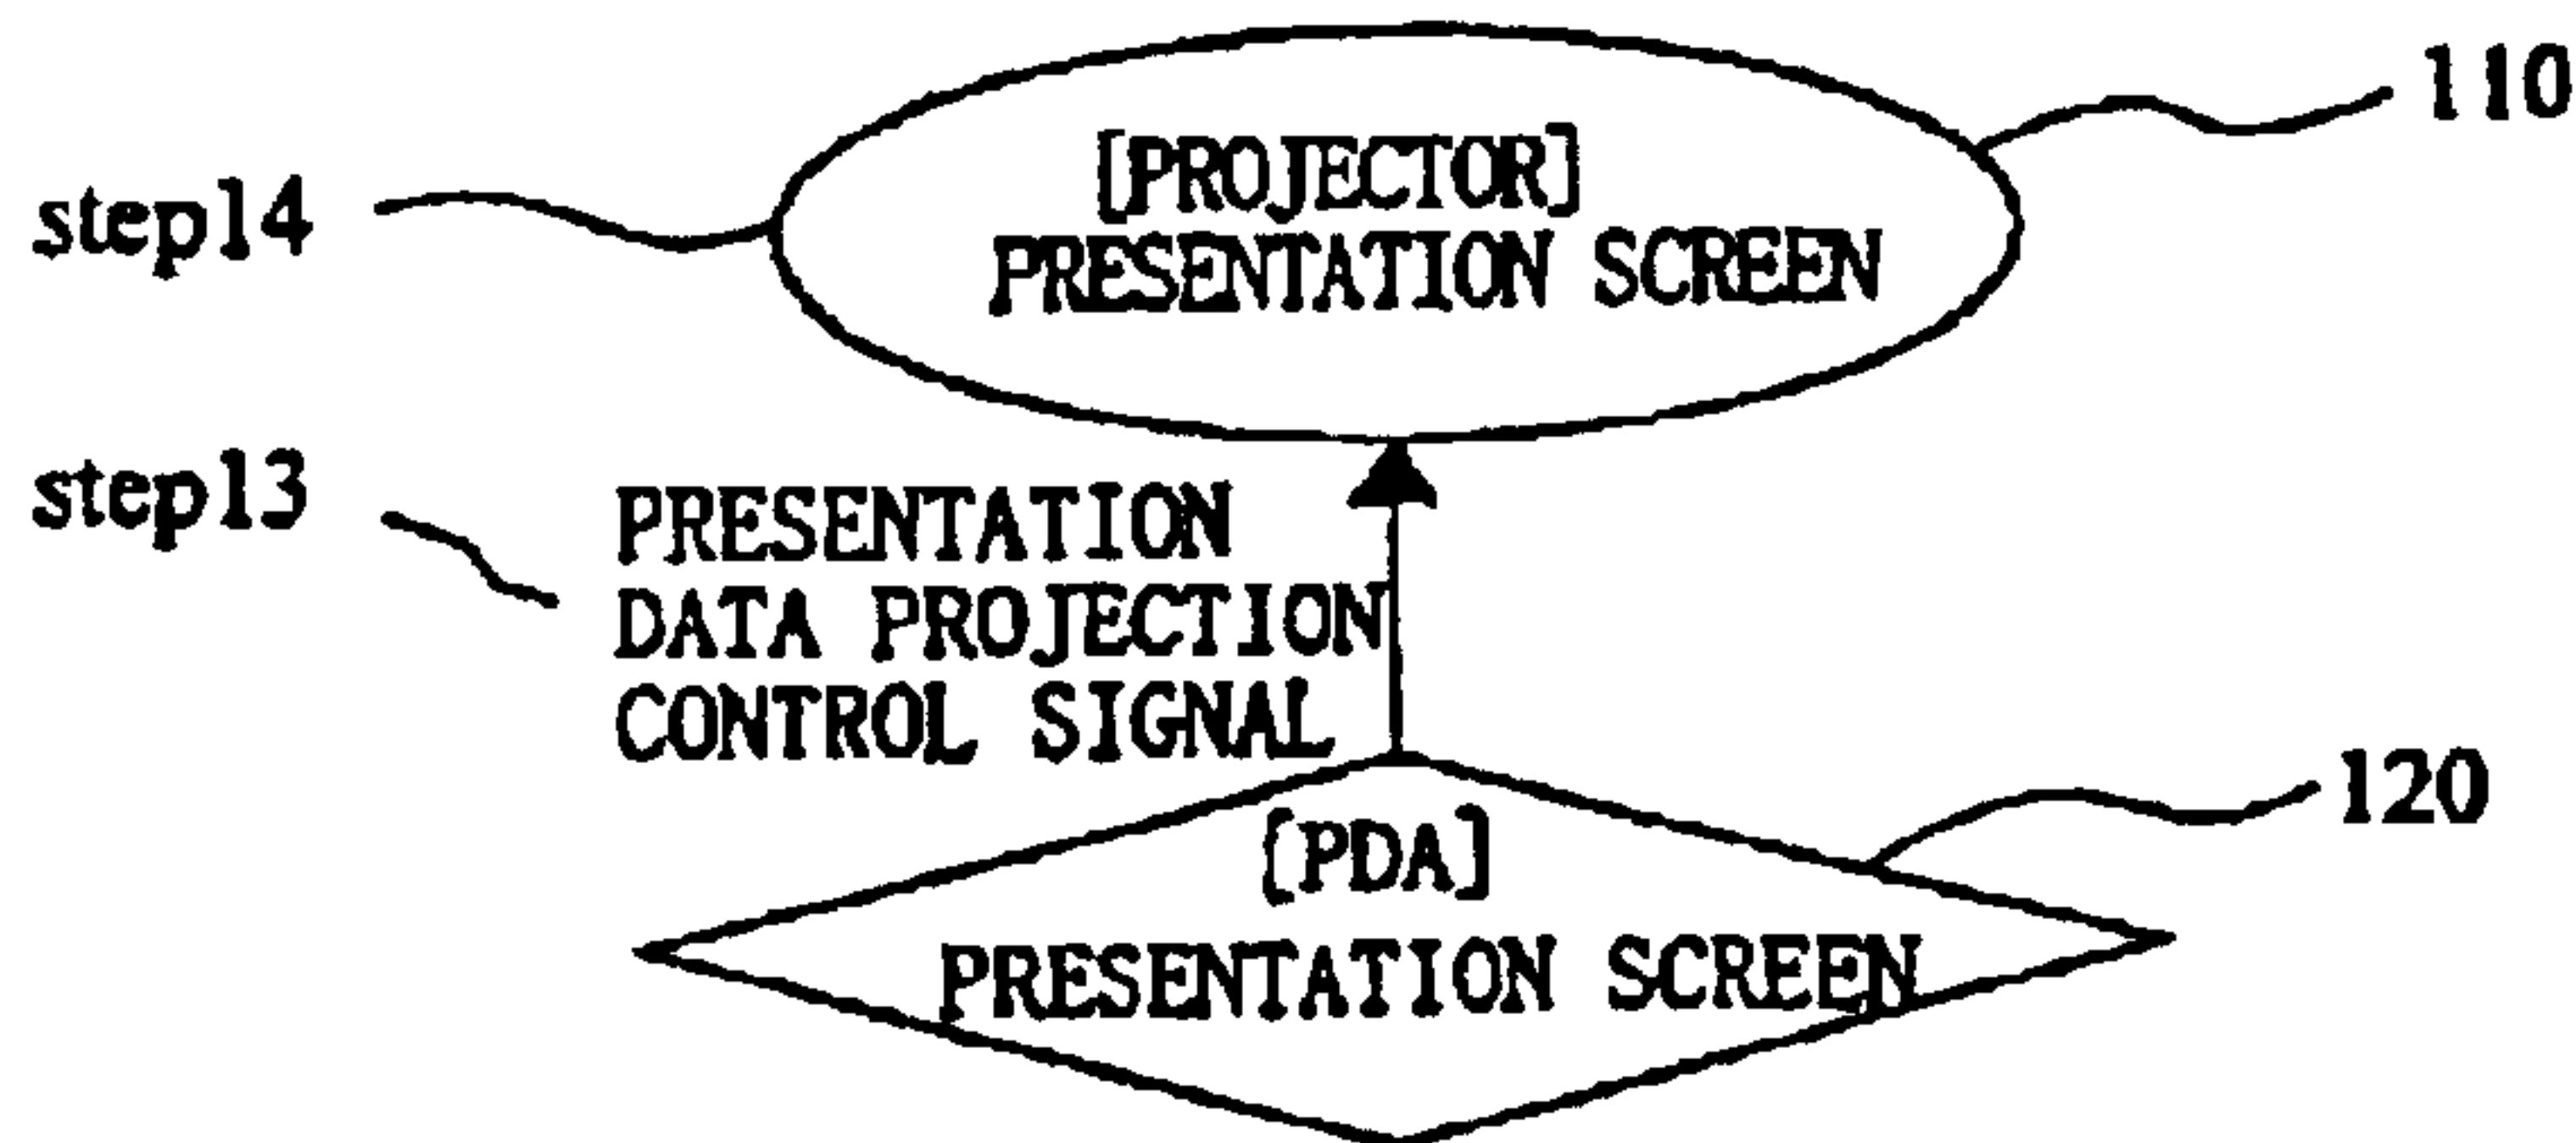 110
[PROJECTOR]
step14
PRESENTATION SCREEN
step13
PRESENTATION
DATA PROJECTION
CONTROL SIGNAL
120
[PDA]
PRESENTATION SCREEN